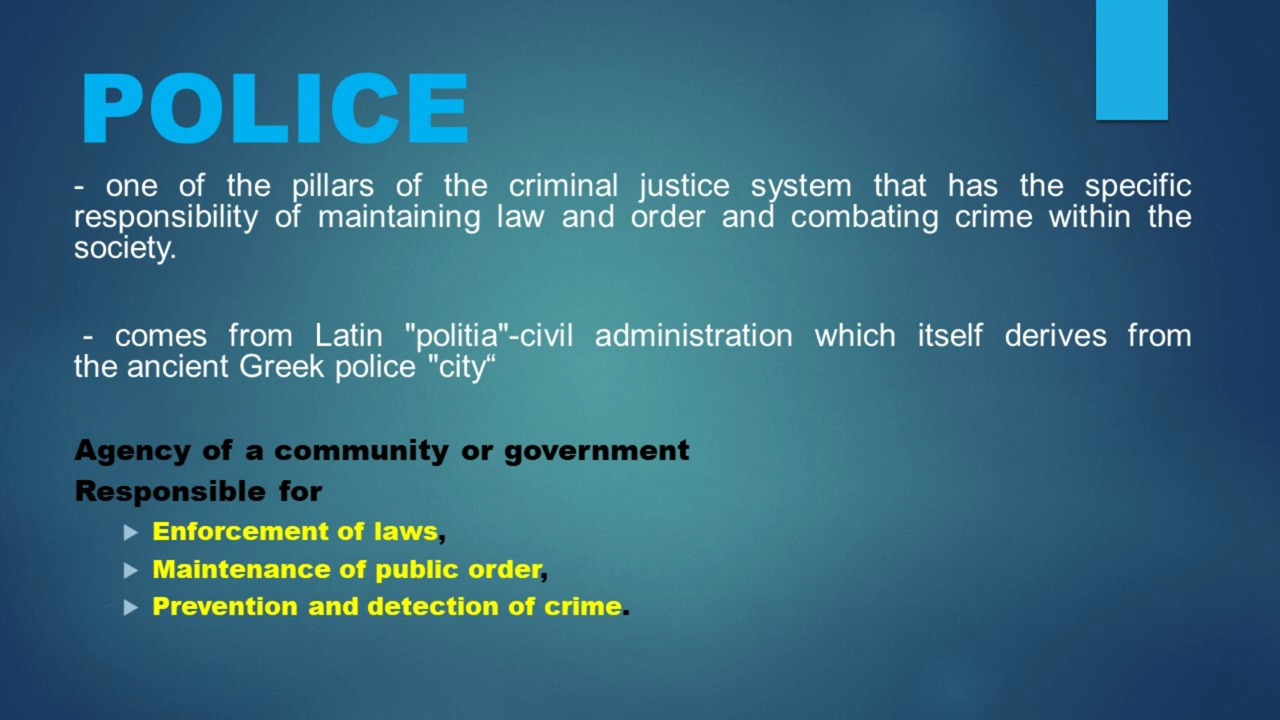 POLICE
- one of the pillars of the criminal justice system that has the specific
responsibility of maintaining law and order and combating crime within the
society.
- comes from Latin "politia"-civil administration which itself derives from
the ancient Greek police "city“
Agency of a community or government
Responsible for
Enforcement of laws,
Maintenance of public order,
Prevention and detection of crime.